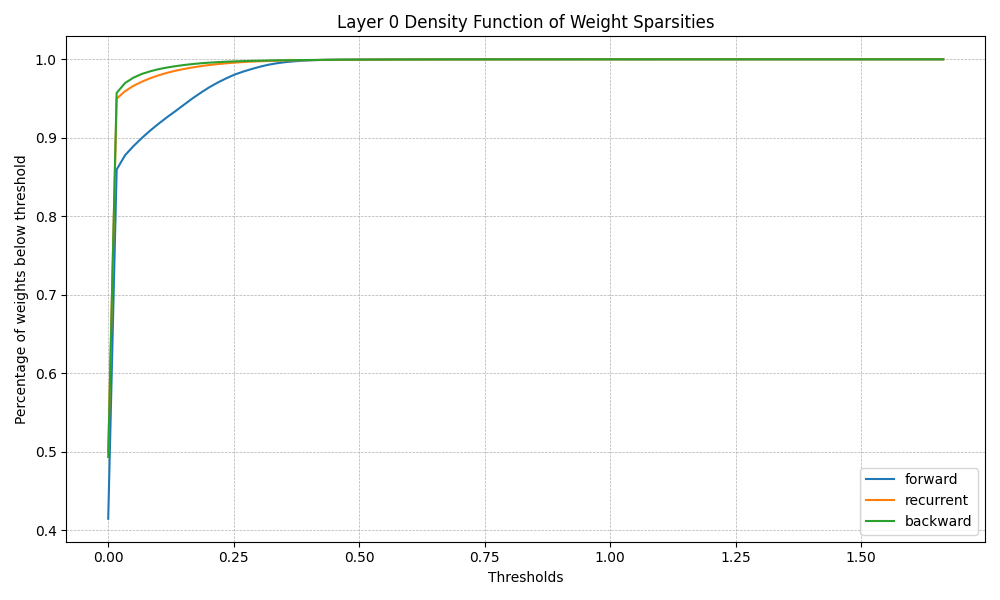 Layer 0 Density Function of Weight Sparsities
Percentage of weights below threshold
1.0
0.9
0.8
0.7
0.6
0.5
0.4
0.00 0.25 0.50 0.75 1.00 1.25 1.50
Thresholds
forward
recurrent
backward